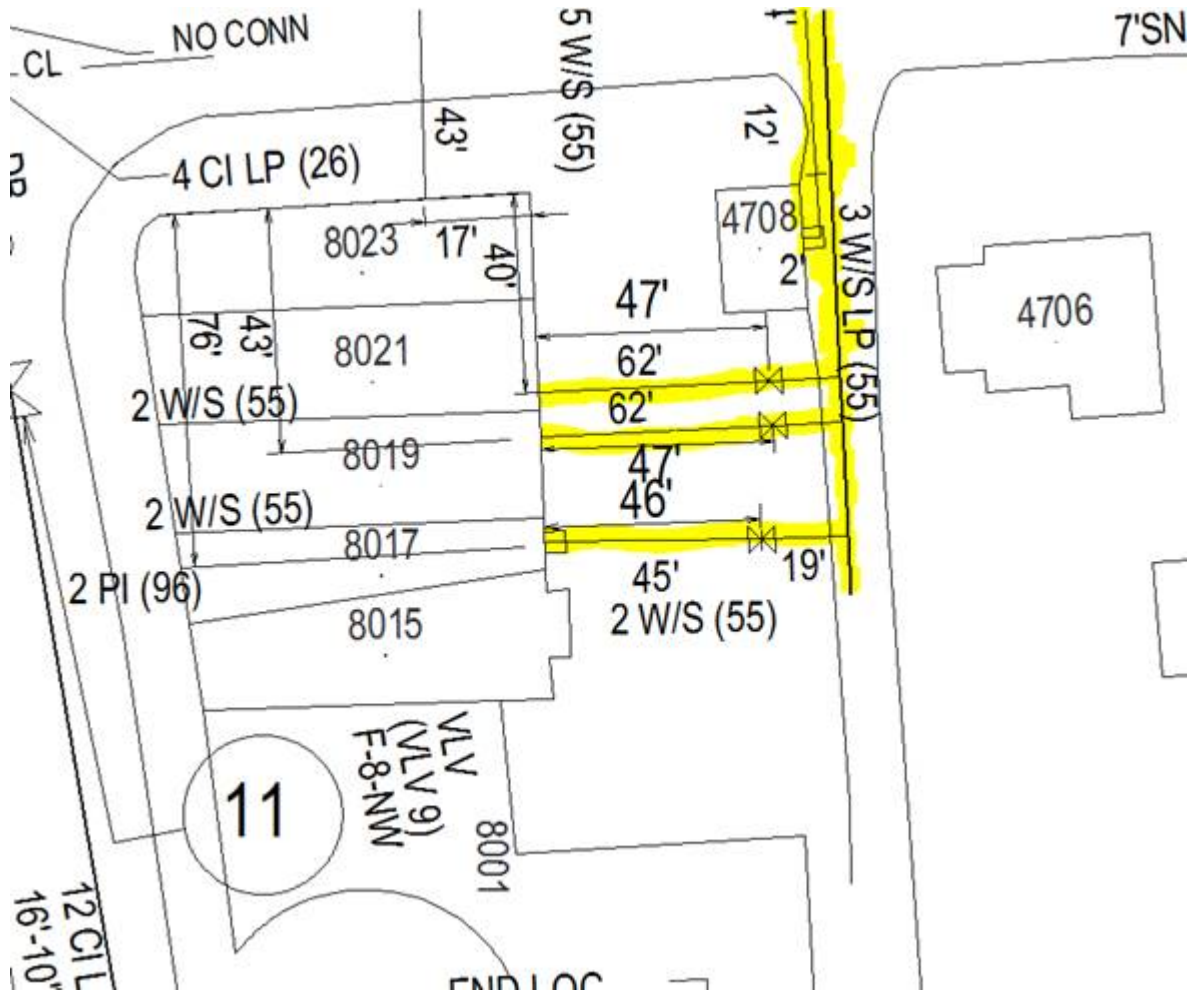 NO CONN
CL
7'SN
5 W/S (55)
43'
12'
4 CI LP (26)
8023
17'
40'
4708
3 W/S LP (55)
2'
47'
4706
76'
43'
8021
62'
2 W/S (55)
62'
8019
47'
46'
2 W/S (55)
8017
19'
2 PI (96)
45'
8015
2 W/S (55)
VLV
(VLV 9)
F-8-NW
11
8001
12 CI L
16'-10"
END LOC